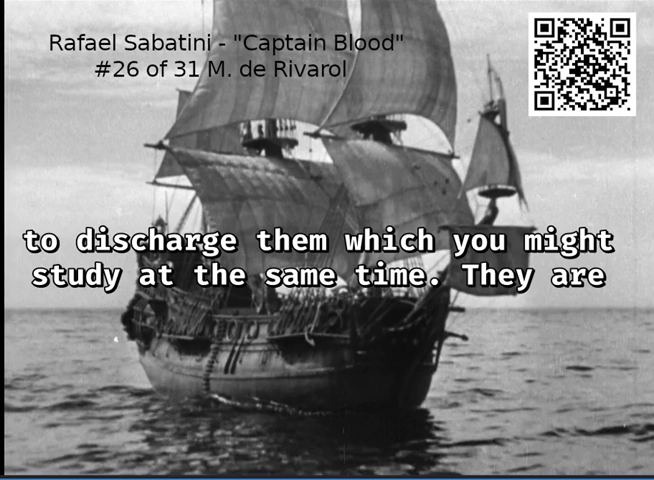 Rafael Sabatini - "Captain Blood"
#26 of 31 M. de Rivarol
to discharge them which you might
study at the same time. They are